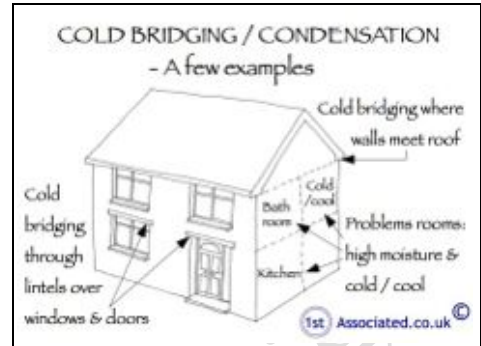 COLD BRIDGING / CONDENSATION
- A few examples
Cold bridging where
walls meet roof
Cold
bridging
through
lintels over
windows & doors
Bath
room
Cold
/cool
Kitchen
Problems rooms:
high moisture &
cold / cool
1st Associated.co.uk ©